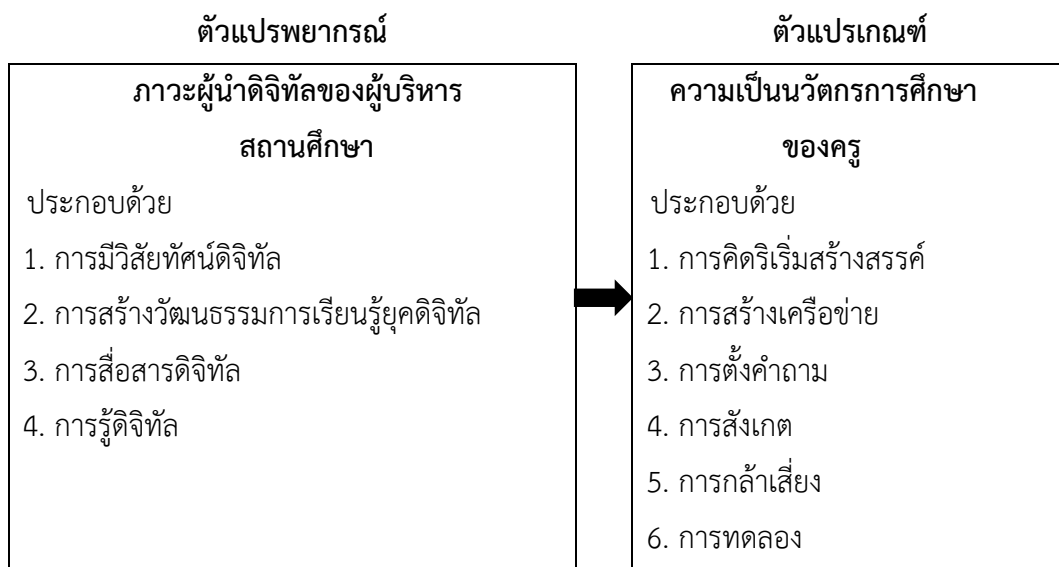 ตัวแปรพยากรณ์
ภาวะผู้นำดิจิทัลของผู้บริหาร
สถานศึกษา
ประกอบด้วย
1. การมีวิสัยทัศน์ดิจิทัล
2. การสร้างวัฒนธรรมการเรียนรู้ยุคดิจิทัล
3. การสื่อสารดิจิทัล
4. การรู้ดิจิทัล
ตัวแปรเกณฑ์
ความเป็นนวัตกรการศึกษา
ของครู
ประกอบด้วย
1. การคิดริเริ่มสร้างสรรค์
2. การสร้างเครือข่าย
3. การตั้งคำถาม
4. การสังเกต
5. การกล้าเสี่ยง
6. การทดลอง